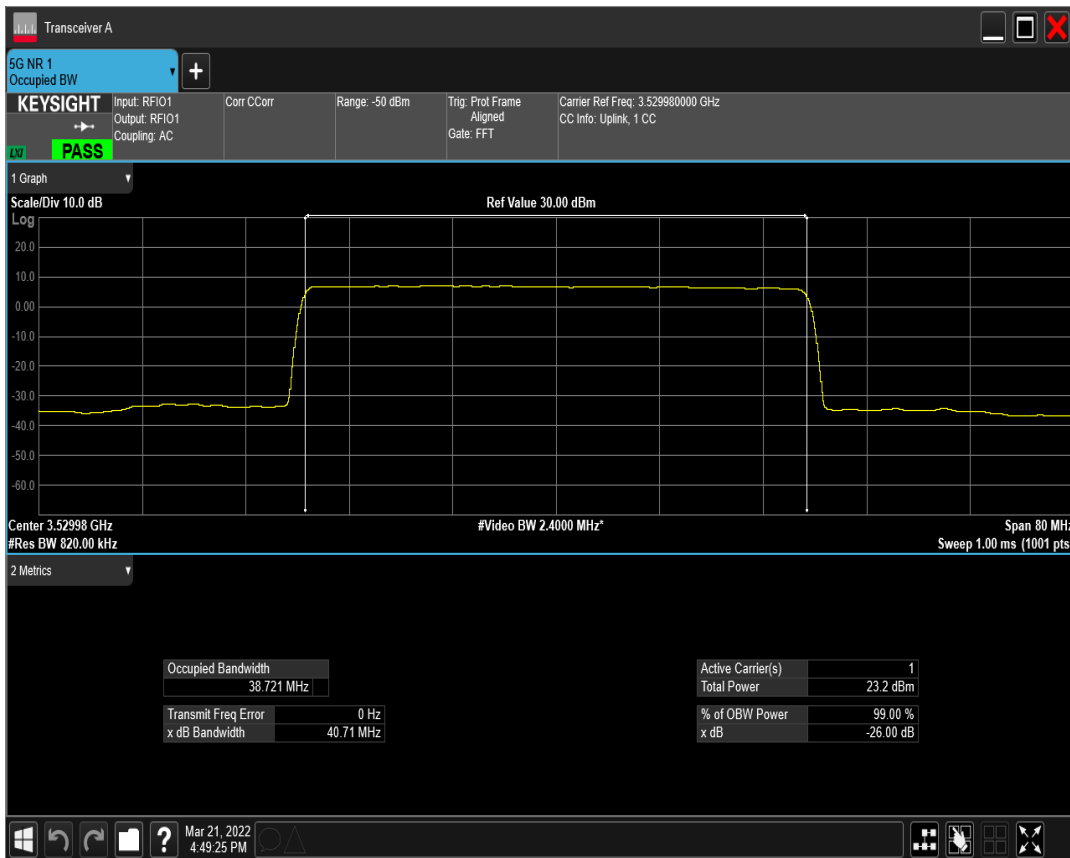 Transceiver A
5G NR 1
Occupied BW
+
KEYSIGHT
LXI
PASS
Input: RFIO1
Output: RFIO1
Coupling: AC
Corr CCorr
Range: -50 dBm
Trig: Prot Frame
Aligned
Gate: FFT
Carrier Ref Freq: 3.529980000 GHz
CC Info: Uplink, 1 CC
1 Graph
Scale/Div 10.0 dB
Ref Value 30.00 dBm
Log
20.0
10.0
0.00
-10.0
-20.0
-30.0
-40.0
-50.0
-60.0
Center 3.52998 GHz
#Video BW 2.4000 MHz*
Span 80 MHz
#Res BW 820.00 kHz
Sweep 1.00 ms (1001 pts
2 Metrics
Occupied Bandwidth
38.721 MHz
Transmit Freq Error 0 Hz
x dB Bandwidth 40.71 MHz
Active Carrier(s) 1
Total Power 23.2 dBm
% of OBW Power 99.00 %
x dB -26.00 dB
?
Mar 21, 2022
4:49:25 PM